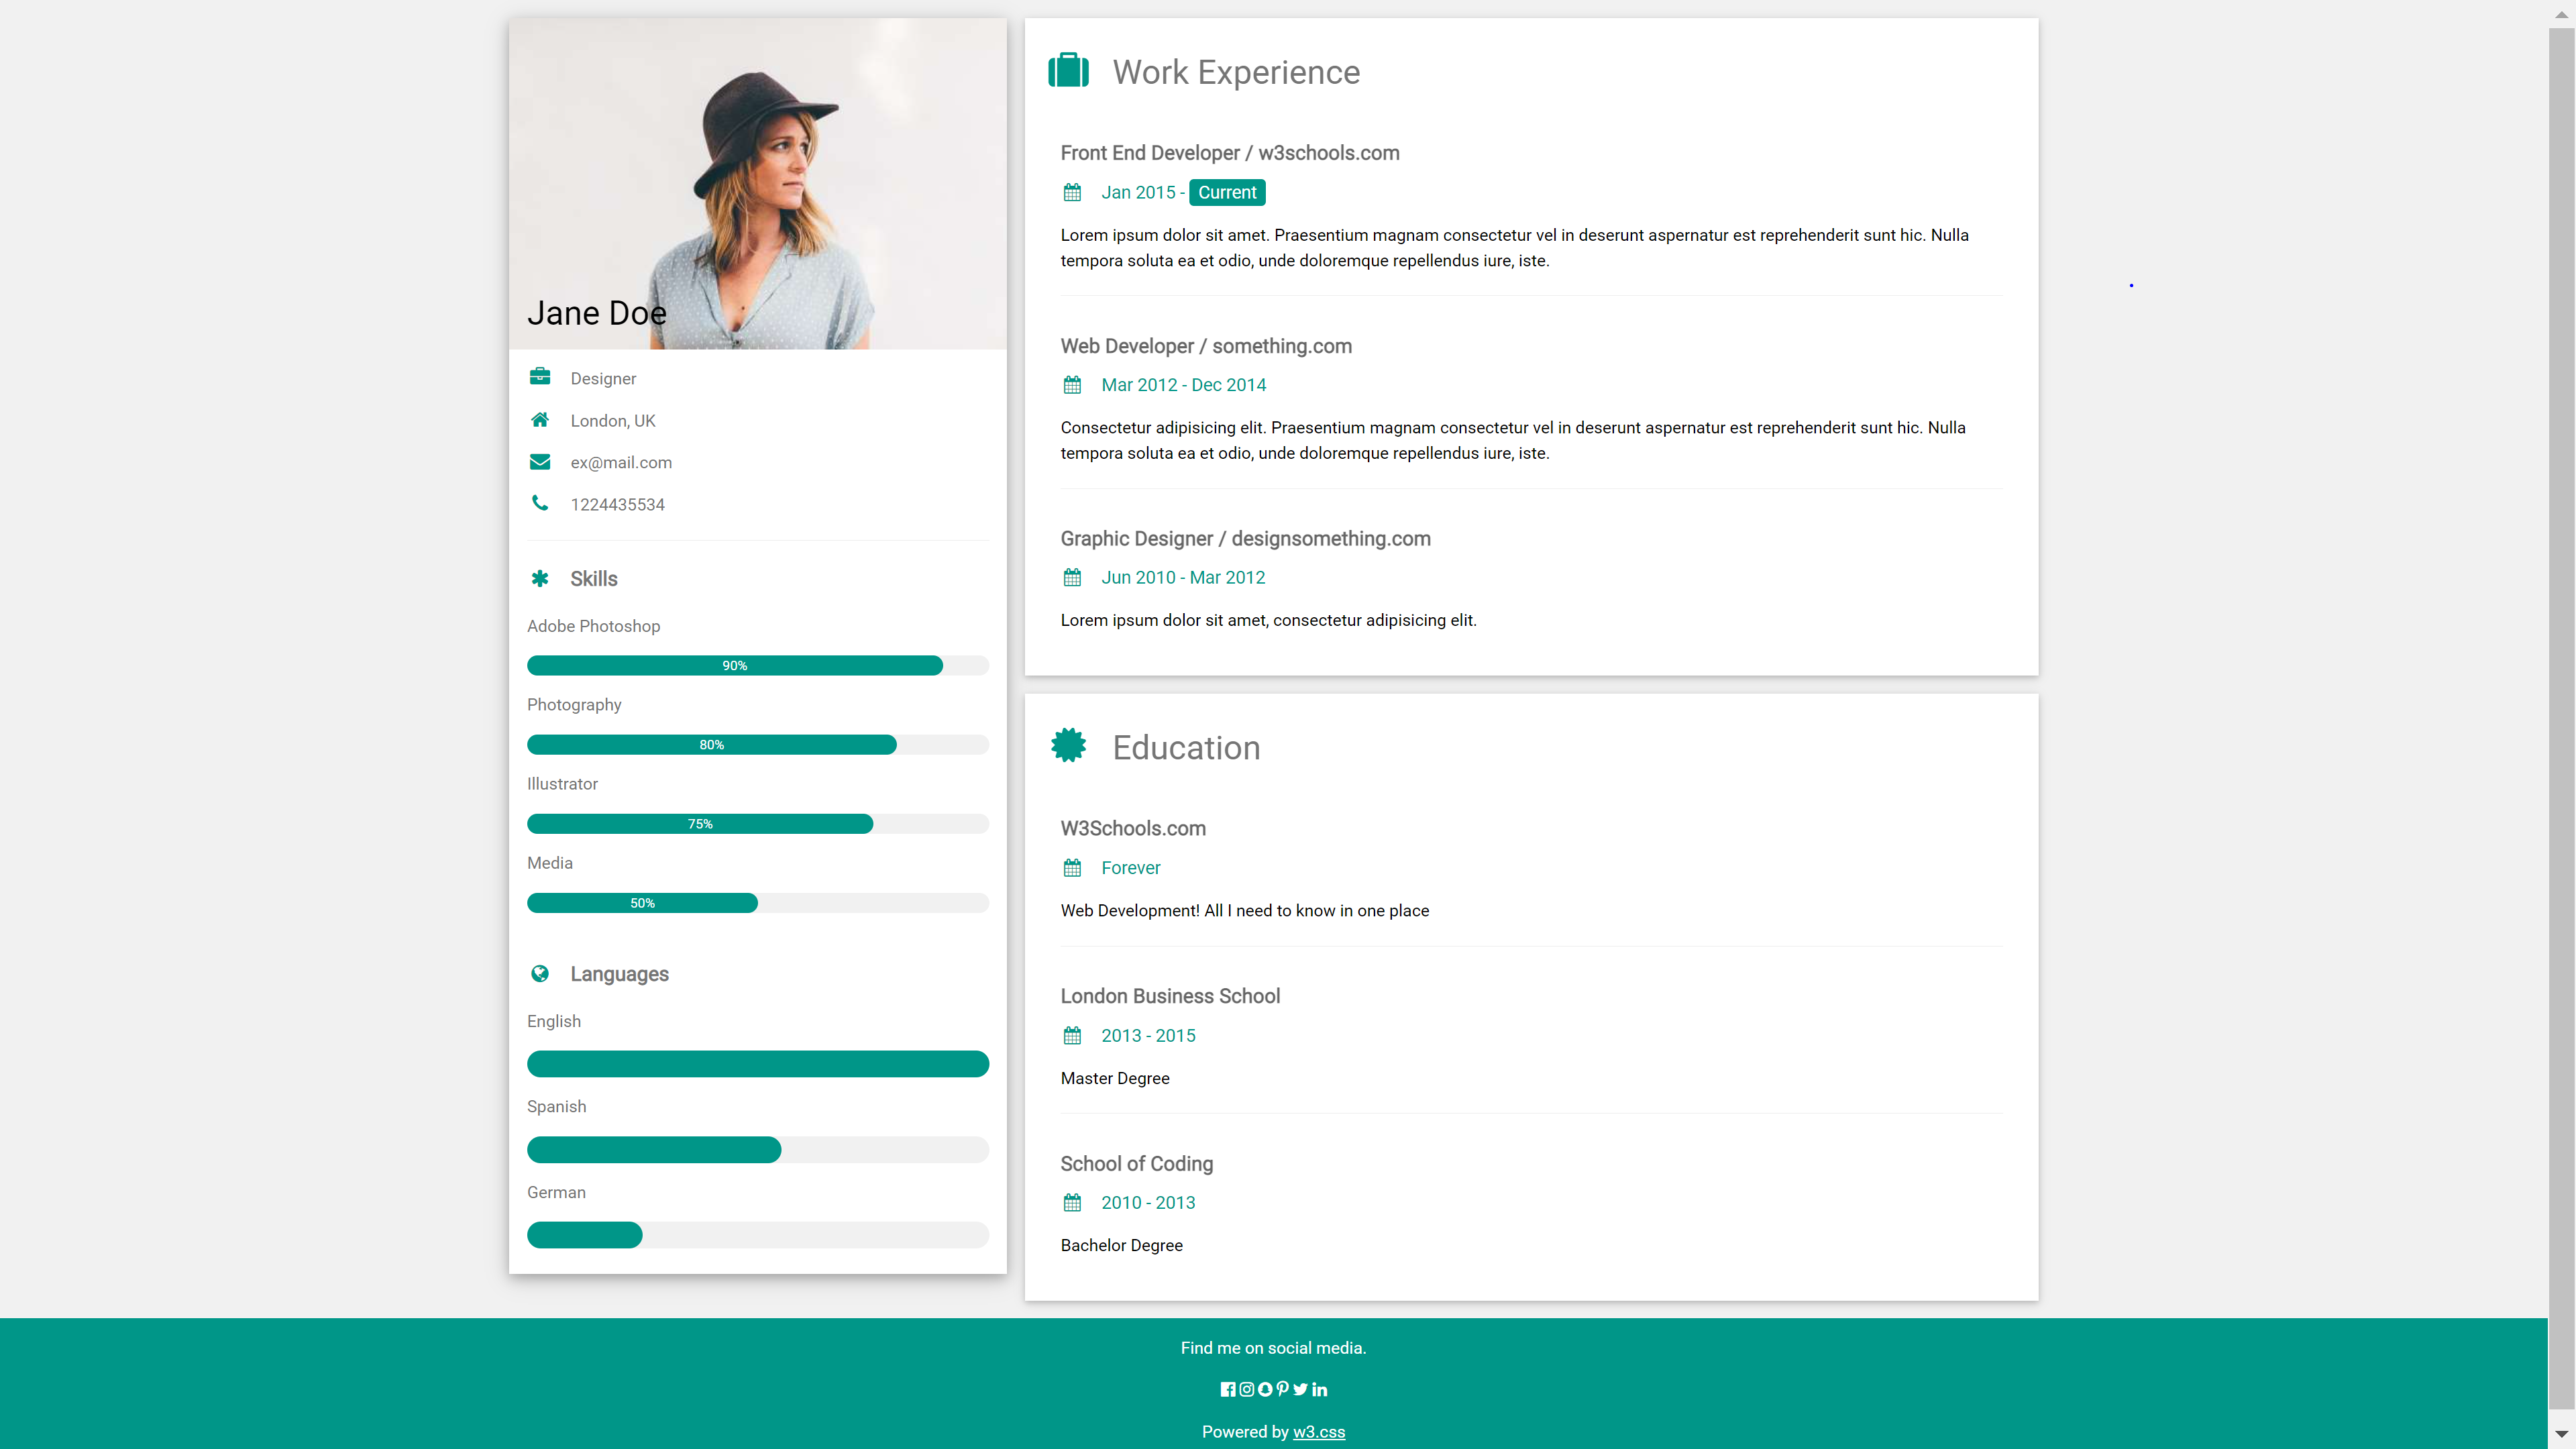 Jane Doe
Designer
London, UK
ex@mail.com
1224435534
Skills
Adobe Photoshop
90%
Photography
80%
Illustrator
75%
Media
50%
Languages
English
Spanish
German
Work Experience
Front End Developer / w3schools.com
Jan 2015 - Current
Lorem ipsum dolor sit amet. Praesentium magnam consectetur vel in deserunt aspernatur est reprehenderit sunt hic. Nulla
tempora soluta ea et odio, unde doloremque repellendus iure, iste.
Web Developer / something.com
Mar 2012 - Dec 2014
Consectetur adipisicing elit. Praesentium magnam consectetur vel in deserunt aspernatur est reprehenderit sunt hic. Nulla
tempora soluta ea et odio, unde doloremque repellendus iure, iste.
Graphic Designer / designsomething.com
Jun 2010 - Mar 2012
Lorem ipsum dolor sit amet, consectetur adipisicing elit.
Education
W3Schools.com
Forever
Web Development! All I need to know in one place
London Business School
2013 - 2015
Master Degree
School of Coding
2010 - 2013
Bachelor Degree
Find me on social media.
Powered by w3.css